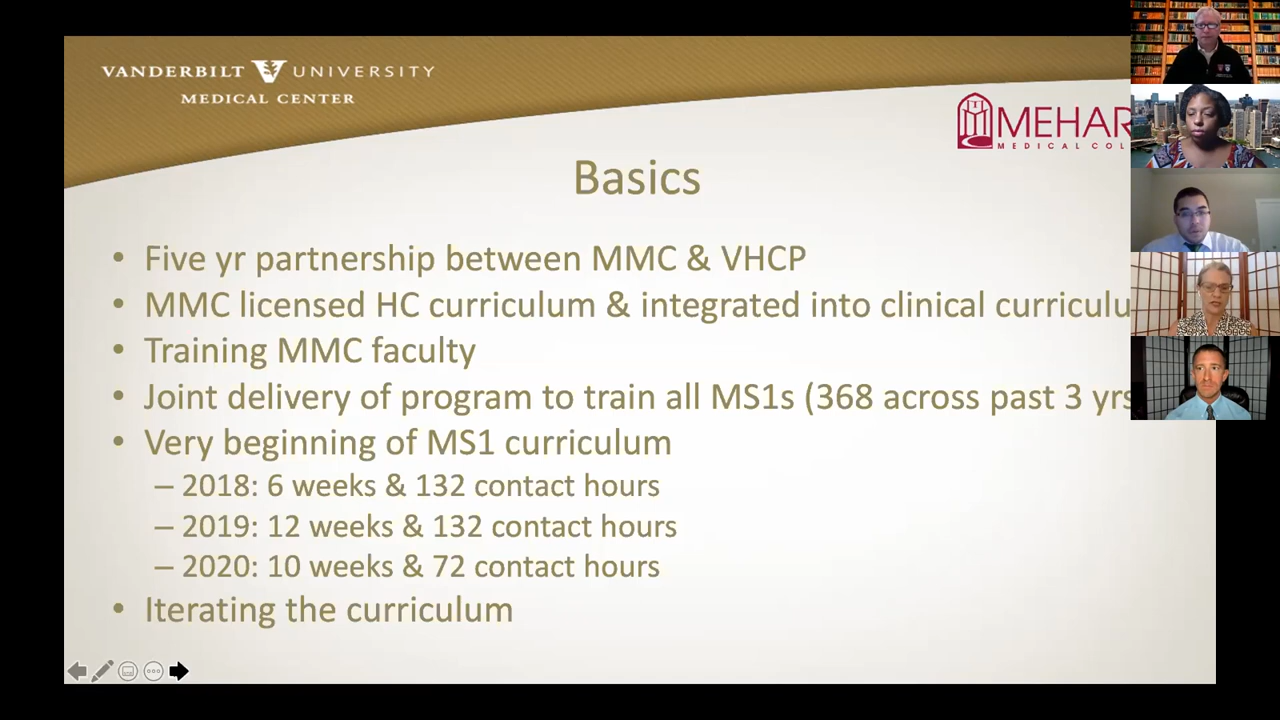 VANDERBILT UNIVERSITY
MEDICAL CENTER
MEHAR
MEDICAL COL
Basics
• Five yr partnership between MMC & VHCP
• MMC licensed HC curriculum & integrated into clinical curriculu
• Training MMC faculty
• Joint delivery of program to train all MS1s (368 across past 3 yrs
• Very beginning of MS1 curriculum
– 2018: 6 weeks & 132 contact hours
– 2019: 12 weeks & 132 contact hours
– 2020: 10 weeks & 72 contact hours
• Iterating the curriculum